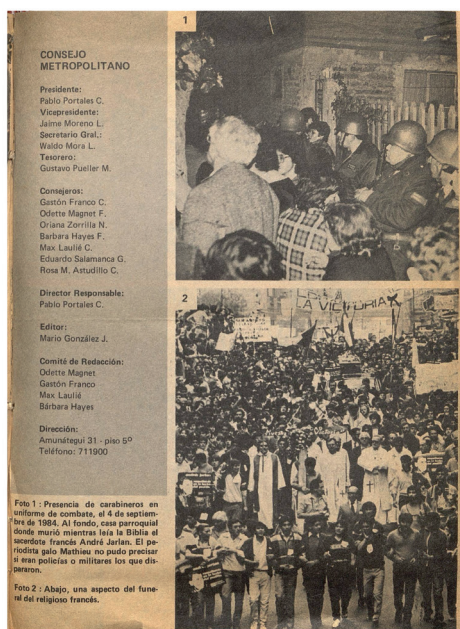 CONSEJO
METROPOLITANO
Presidente:
Pablo Portales C.
Vicepresidente:
Jaime Moreno L.
Secretario Gral.:
Waldo Mora L.
Tesorero:
Gustavo Pueller M.
Consejeros:
Gastón Franco C.
Odette Magnet F.
Oriana Zorrilla N.
Barbara Hayes F.
Max Laulié C.
Eduardo Salamanca G.
Rosa M. Astudillo C.
Director Responsable:
Pablo Portales C.
Editor:
Mario González J.
Comité de Redacción:
Odette Magnet
Gastón Franco
Max Laulié
Bárbara Hayes
Dirección:
Amunátegui 31 - piso 5º
Teléfono: 711900
Foto 1 : Presencia de carabineros en
uniforme de combate, el 4 de septiem-
bre de 1984. Al fondo, casa parroquial
donde murió mientras leía la Biblia el
sacerdote francés André Jarlan. El pe-
riodista galo Mathieu no pudo precisar
si eran policías o militares los que dis-
pararon.
Foto 2 : Abajo, una aspecto del fune-
ral del religioso francés.
1
2
LA VICTORIA